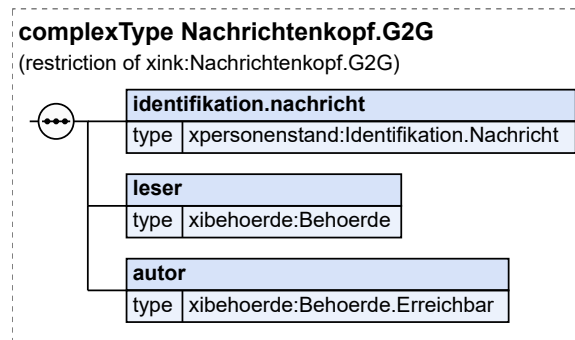 complexType Nachrichtenkopf.G2G
(restriction of xink:Nachrichtenkopf.G2G)
identifikation.nachricht
type xpersonenstand:Identifikation.Nachricht
leser
type xibehoerde:Behoerde
autor
type xibehoerde:Behoerde.Erreichbar